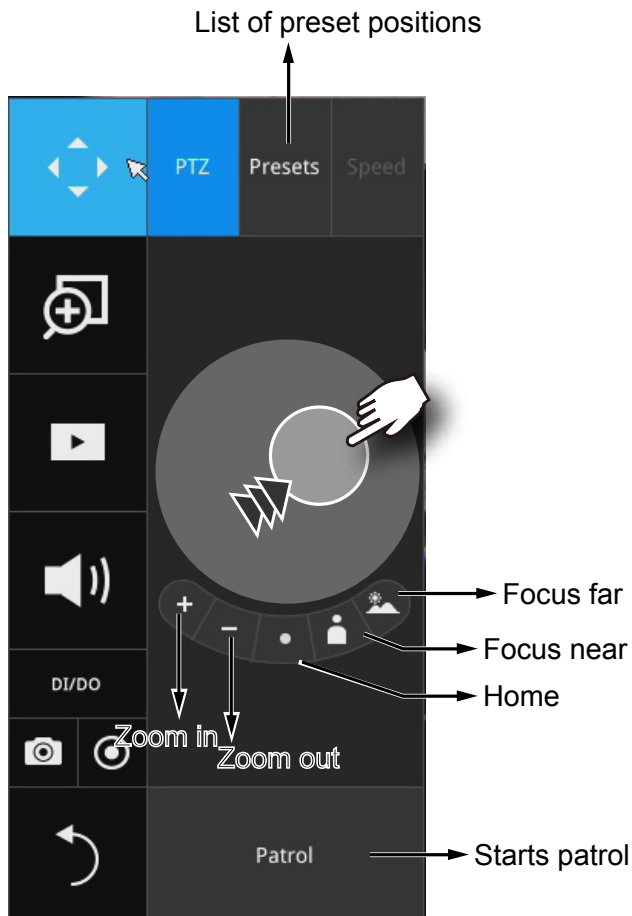 List of preset positions
PTZ
Presets
Speed
Focus far
Focus near
Home
DI/DO
Zoom in
Zoom out
Patrol
Starts patrol